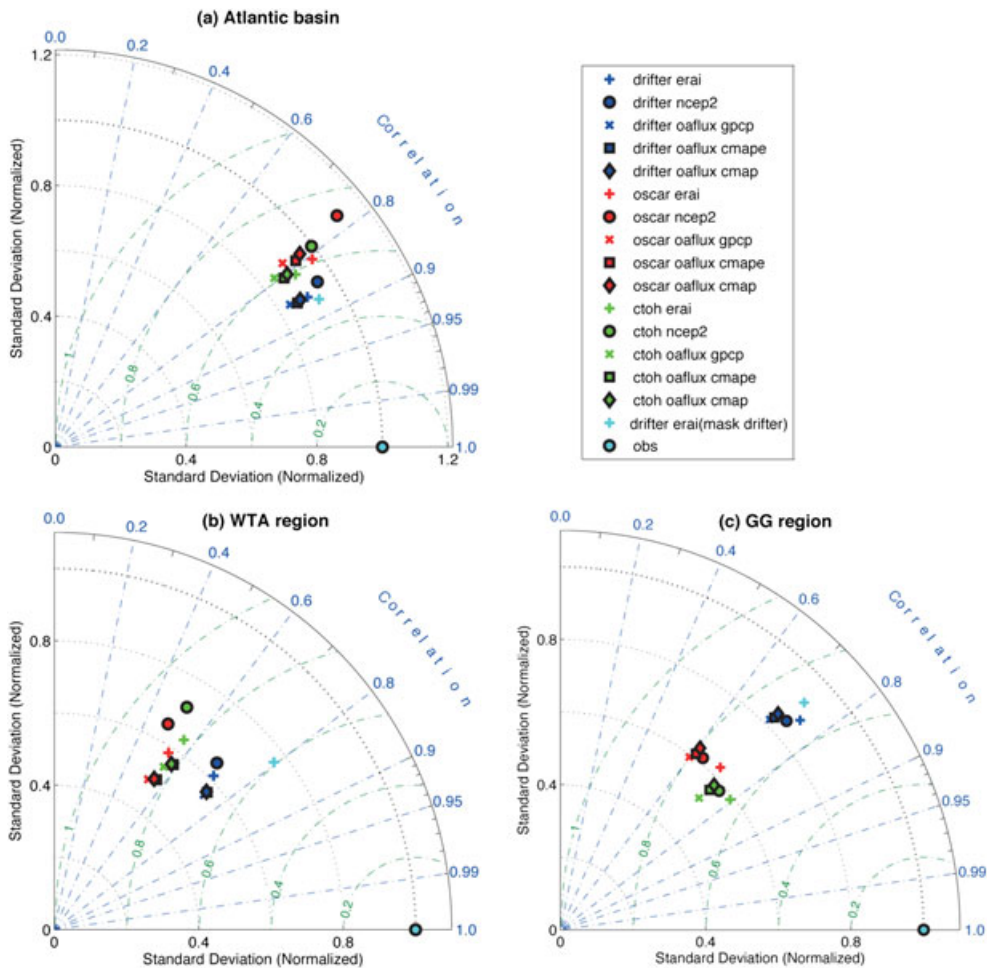 (a) Atlantic basin
0.0
0.2
0.4
0.6
0.8
0.9
0.95
0.99
1.0
Correlation
1.2
0.8
0.4
0
Standard Deviation (Normalized)
1
0.8
0.6
0.4
0.2
0
0.4
0.8
1.2
Standard Deviation (Normalized)
drifter erai
drifter ncep2
drifter oaflux gpcp
drifter oaflux cmape
drifter oaflux cmap
oscar erai
oscar ncep2
oscar oaflux gpcp
oscar oaflux cmape
oscar oaflux cmap
ctoh erai
ctoh ncep2
ctoh oaflux gpcp
ctoh oaflux cmape
ctoh oaflux cmap
drifter erai(mask drifter)
obs
(b) WTA region
0.0
0.2
0.4
0.6
0.8
0.9
0.95
0.99
1.0
Correlation
0.8
0.4
0
Standard Deviation (Normalized)
1
0.8
0.6
0.4
0.2
0
0.4
0.8
Standard Deviation (Normalized)
(c) GG region
0.0
0.2
0.4
0.6
0.8
0.9
0.95
0.99
1.0
Correlation
0.8
0.4
0
Standard Deviation (Normalized)
1
0.8
0.6
0.4
0.2
0
0.4
0.8
Standard Deviation (Normalized)